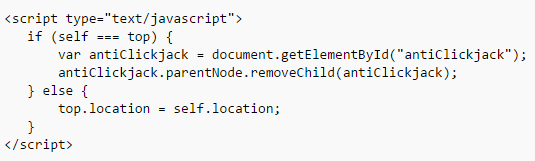 <script type="text/javascript">
   if (self === top) {
       var antiClickjack = document.getElementById("antiClickjack");
       antiClickjack.parentNode.removeChild(antiClickjack);
   } else {
       top.location = self.location;
   }
</script>